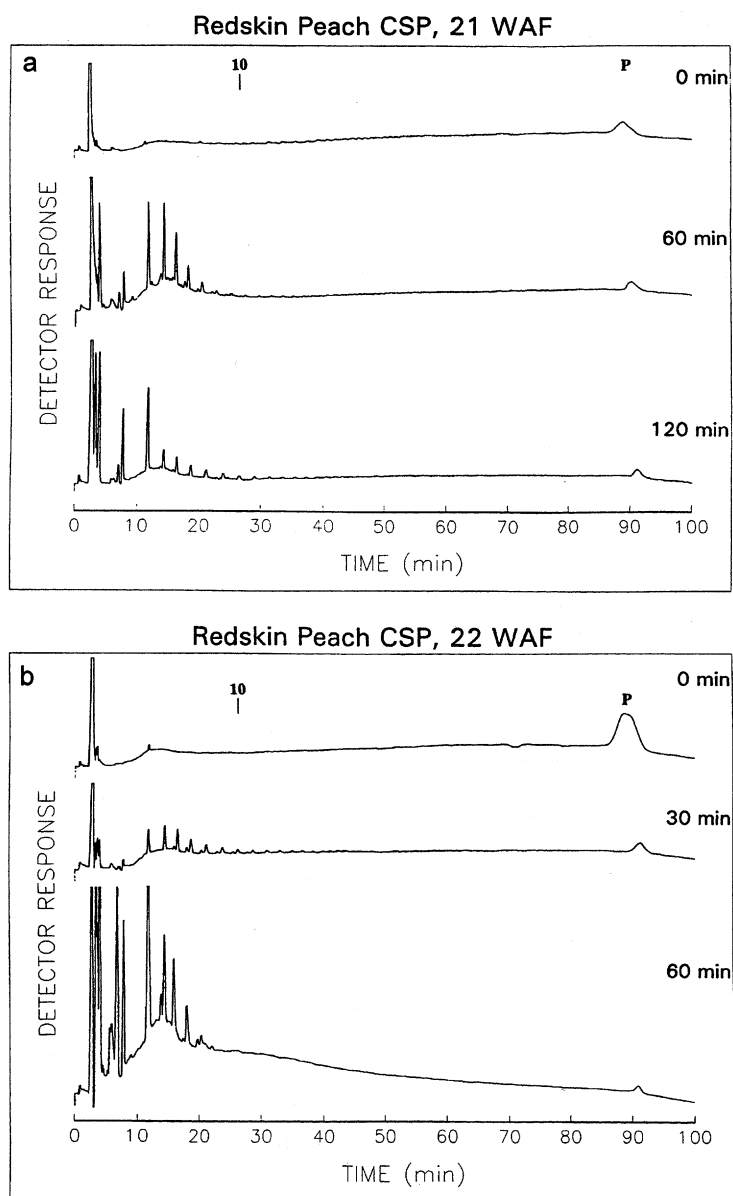 Redskin Peach CSP, 21 WAF
a
10
P
0 min
60 min
120 min
DETECTOR RESPONSE
0 10 20 30 40 50 60 70 80 90 100
TIME (min)
Redskin Peach CSP, 22 WAF
b
10
P
0 min
30 min
60 min
DETECTOR RESPONSE
0 10 20 30 40 50 60 70 80 90 100
TIME (min)